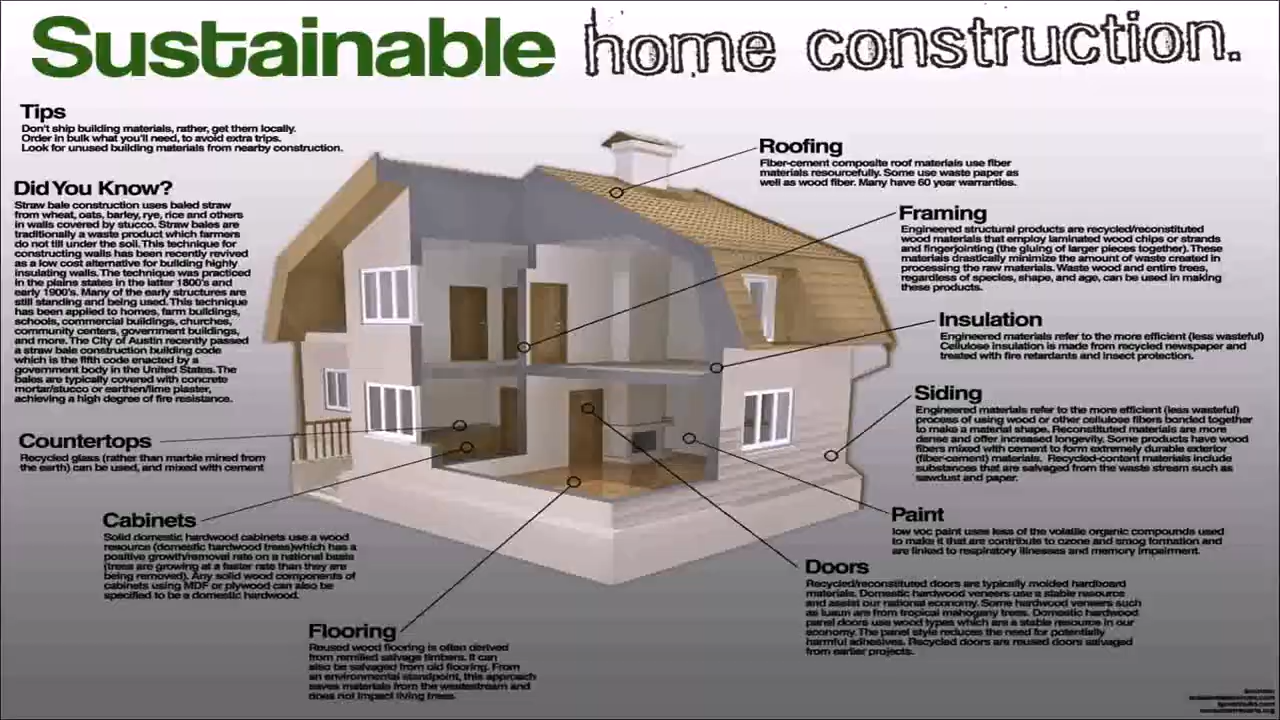 Sustainable home construction.
Tips
Don't ship building materials, rather, get them locally.
Order in bulk what you'll need, to avoid extra trips.
Look for unused building materials from nearby construction.
Did You Know?
Straw bale construction uses baled straw
from wheat, oats, barley, rye, rice and others
in walls covered by stucco. Straw bales are
traditionally a waste product which farmers
do not till under the soil. This technique for
constructing walls has been recently revived
as a low cost alternative for building highly
insulating walls. The technique was practiced
in the plains states in the latter 1800's and
early 1900's. Many of the early structures are
still standing and being used. This technique
has been applied to homes, farm buildings,
schools, commercial buildings, churches,
community centers, government buildings,
and more. The City of Austin recently passed
a straw bale construction building code
which is the fifth code enacted by a
government body in the United States. The
bales are typically covered with concrete
mortar/stucco or earthen/lime plaster,
achieving a high degree of fire resistance.
Countertops
Recycled glass (rather than marble mined from
the earth) can be used, and mixed with cement
Cabinets
Solid domestic hardwood cabinets use a wood
resource (domestic hardwood trees)which has a
positive growth/removal rate on a national basis
(trees are growing at a faster rate than they are
being removed). Any solid wood components of
cabinets using MDF or plywood can also be
specified to be a domestic hardwood.
Flooring
Reused wood flooring is often derived
from remilled salvage timbers. It can
also be salvaged from old flooring. From
an environmental standpoint, this approach
saves materials from the wastestream and
does not impact living trees.
Roofing
Fiber-cement composite roof materials use fiber
materials resourcefully. Some use waste paper as
well as wood fiber. Many have 60 year warranties.
Framing
Engineered structural products are recycled/reconstituted
wood materials that employ laminated wood chips or strands
and fingerjointing (the gluing of larger pieces together). These
materials drastically minimize the amount of waste created in
processing the raw materials. Waste wood and entire trees,
regardless of species, shape, and age, can be used in making
these products.
Insulation
Engineered materials refer to the more efficient (less wasteful)
Cellulose insulation is made from recycled newspaper and
treated with fire retardants and insect protection.
Siding
Engineered materials refer to the more efficient (less wasteful)
process of using wood or other cellulose fibers bonded together
to make a material shape. Reconstituted materials are more
dense and offer increased longevity. Some products have wood
fibers mixed with cement to form extremely durable exterior
(fiber-cement) materials. Recycled-content materials include
substances that are salvaged from the waste stream such as
sawdust and paper.
Paint
low voc paint uses less of the volatile organic compounds used
to make it that are contribute to ozone and smog formation and
are linked to respiratory illnesses and memory impairment.
Doors
Recycled/reconstituted doors are typically molded hardboard
materials. Domestic hardwood veneers use a stable resource
and assist our national economy. Some hardwood veneers such
as luaun are from tropical mahogany trees. Domestic hardwood
panel doors use wood types which are a stable resource in our
economy. The panel style reduces the need for potentially
harmful adhesives. Recycled doors are reused doors salvaged
from earlier projects.